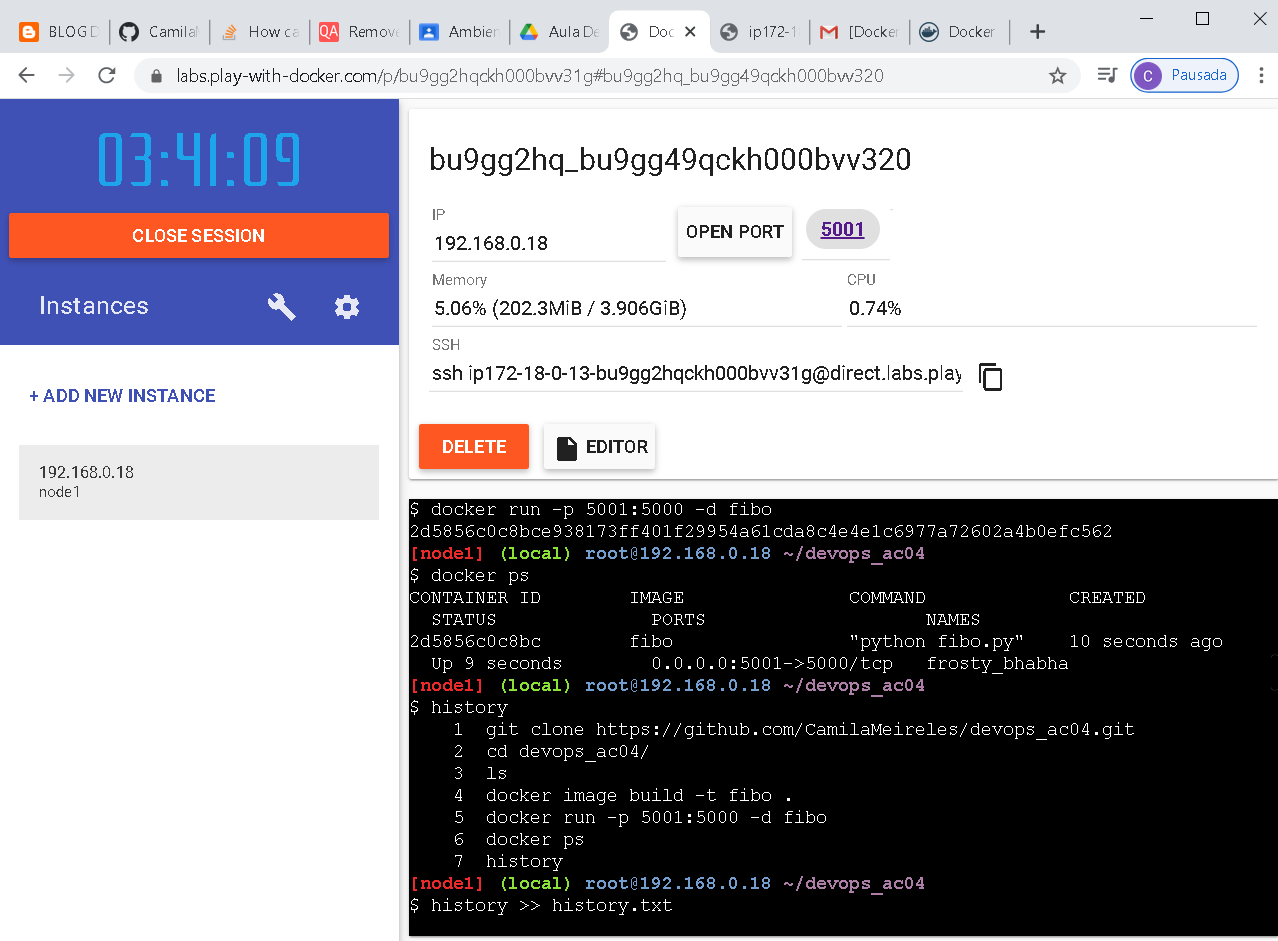 BLOG D
Camila
How ca
QA Remove
Ambien
Aula De
Doc
ip172-1
[Docker
Docker
labs.play-with-docker.com/p/bu9gg2hqckh000bvv31g#bu9gg2hq_bu9gg49qckh000bvv320
C Pausada
03:41:09
CLOSE SESSION
Instances
+ ADD NEW INSTANCE
192.168.0.18
node1
bu9gg2hq_bu9gg49qckh000bvv320
IP
192.168.0.18
OPEN PORT
5001
Memory
5.06% (202.3MiB / 3.906GiB)
CPU
0.74%
SSH
ssh ip172-18-0-13-bu9gg2hqckh000bvv31g@direct.labs.play
DELETE
EDITOR
$ docker run -p 5001:5000 -d fibo
2d5856c0c8bce938173ff401f29954a61cda8c4e4e1c6977a72602a4b0efc562
[node1] (local) root@192.168.0.18 ~/devops_ac04
$ docker ps
CONTAINER ID        IMAGE               COMMAND             CREATED
  STATUS              PORTS                    NAMES
2d5856c0c8bc        fibo                "python fibo.py"    10 seconds ago
  Up 9 seconds        0.0.0.0:5001->5000/tcp   frosty_bhabha
[node1] (local) root@192.168.0.18 ~/devops_ac04
$ history
    1  git clone https://github.com/CamilaMeireles/devops_ac04.git
    2  cd devops_ac04/
    3  ls
    4  docker image build -t fibo .
    5  docker run -p 5001:5000 -d fibo
    6  docker ps
    7  history
[node1] (local) root@192.168.0.18 ~/devops_ac04
$ history >> history.txt